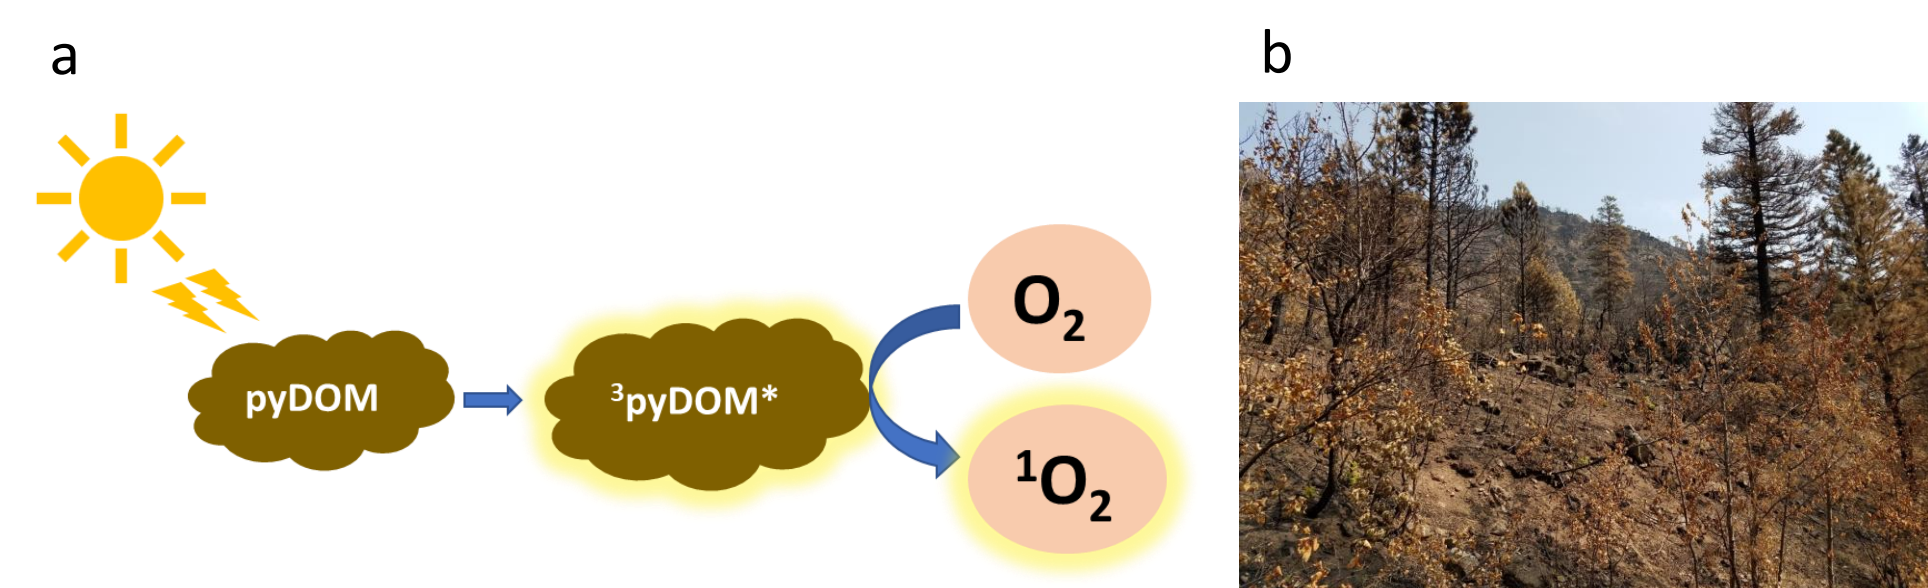 a
b
pyDOM
³pyDOM*
O₂
¹O₂